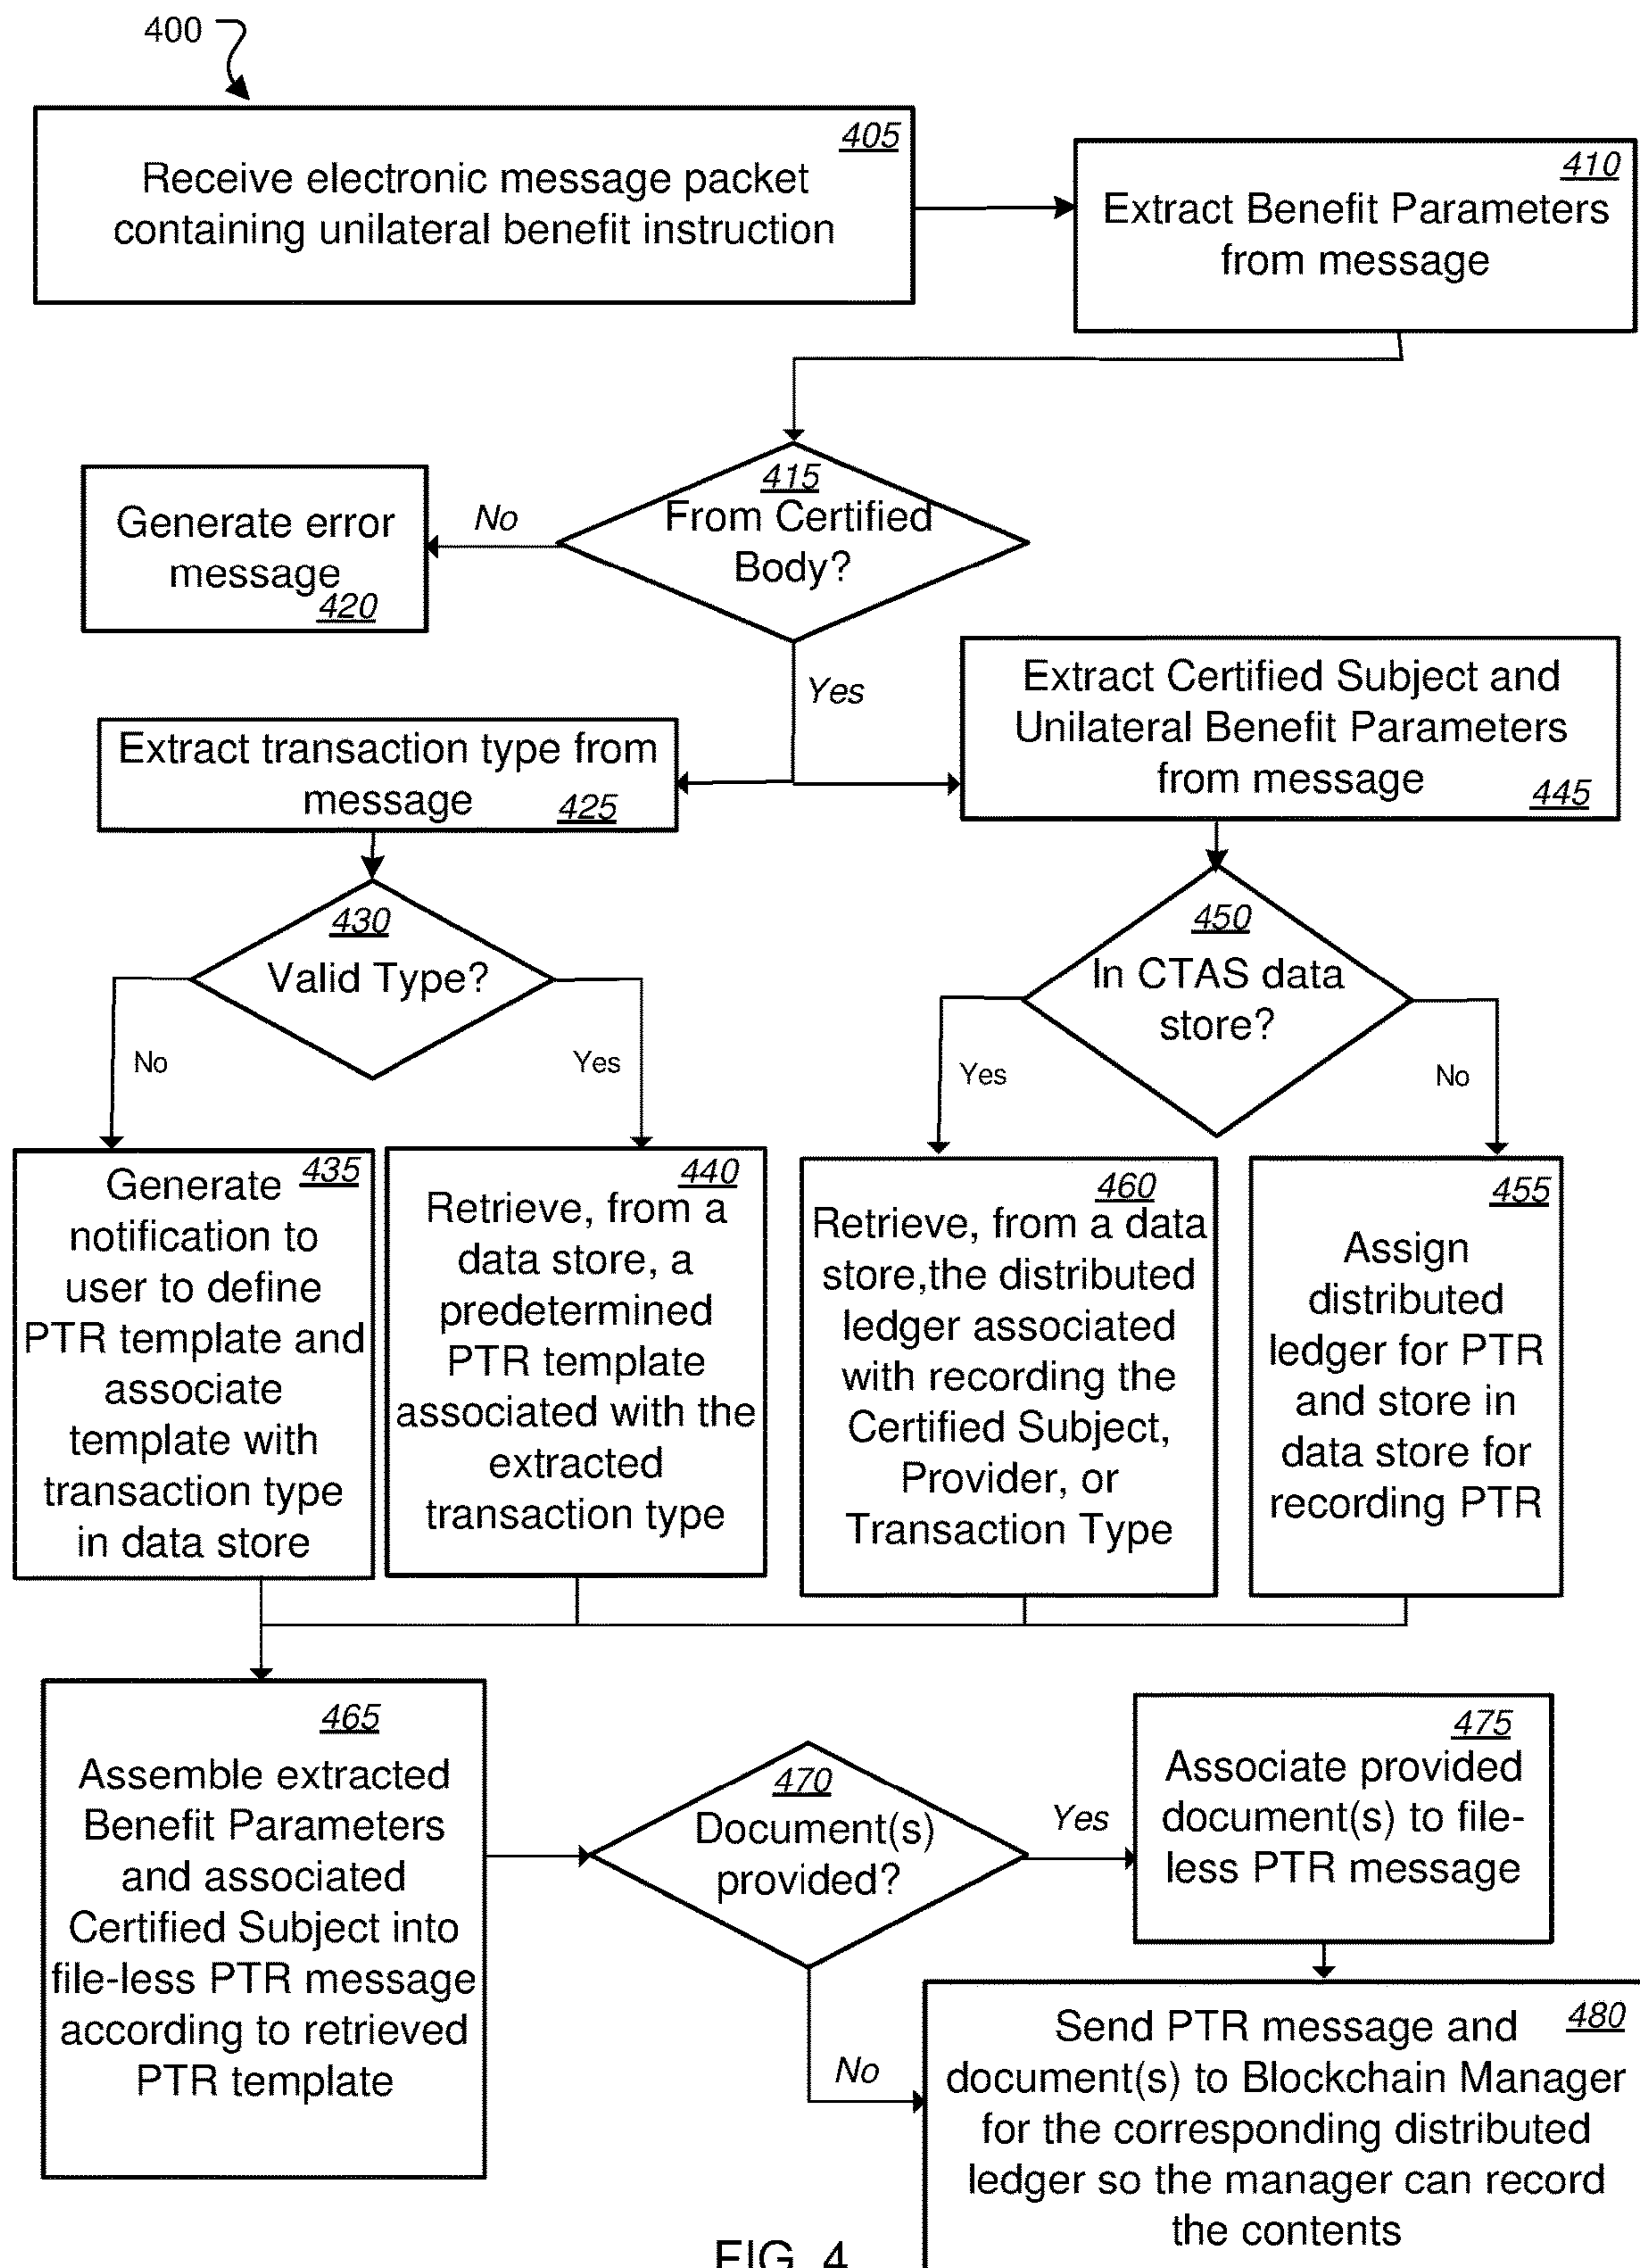 400
405
Receive electronic message packet
containing unilateral benefit instruction
410
Extract Benefit Parameters
from message
415
From Certified
Body?
No
Generate error
message
420
Yes
Extract transaction type from
message
425
Extract Certified Subject and
Unilateral Benefit Parameters
from message
445
430
Valid Type?
No
Yes
450
In CTAS data
store?
Yes
No
435
Generate
notification to
user to define
PTR template and
associate
template with
transaction type
in data store
440
Retrieve, from a
data store, a
predetermined
PTR template
associated with the
extracted
transaction type
460
Retrieve, from a data
store,the distributed
ledger associated
with recording the
Certified Subject,
Provider, or
Transaction Type
455
Assign
distributed
ledger for PTR
and store in
data store for
recording PTR
465
Assemble extracted
Benefit Parameters
and associated
Certified Subject into
file-less PTR message
according to retrieved
PTR template
470
Document(s)
provided?
Yes
No
475
Associate provided
document(s) to file-
less PTR message
480
Send PTR message and
document(s) to Blockchain Manager
for the corresponding distributed
ledger so the manager can record
the contents
FIG. 4